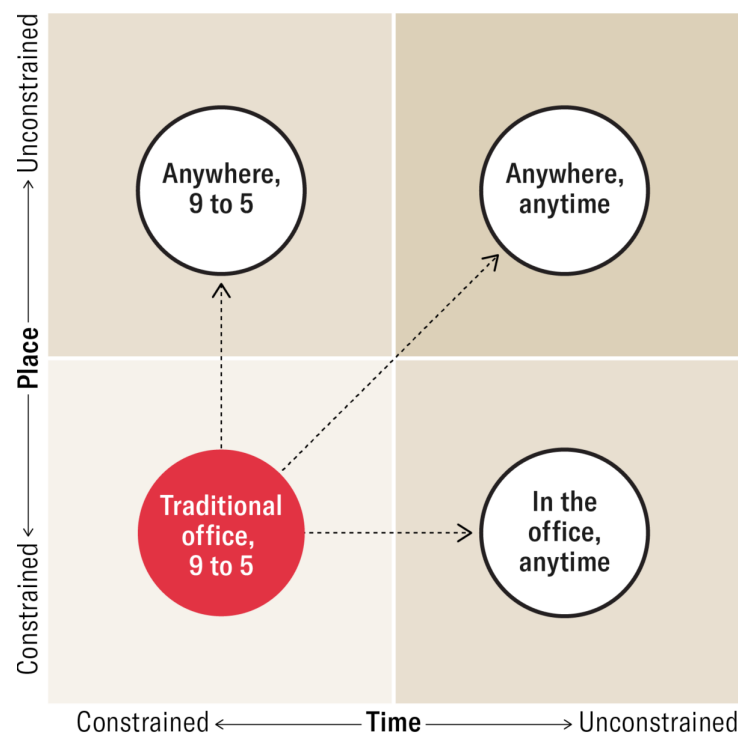 Unconstrained
Place
Constrained
Anywhere,
9 to 5
Anywhere,
anytime
Traditional
office,
9 to 5
In the
office,
anytime
Constrained
Time
Unconstrained